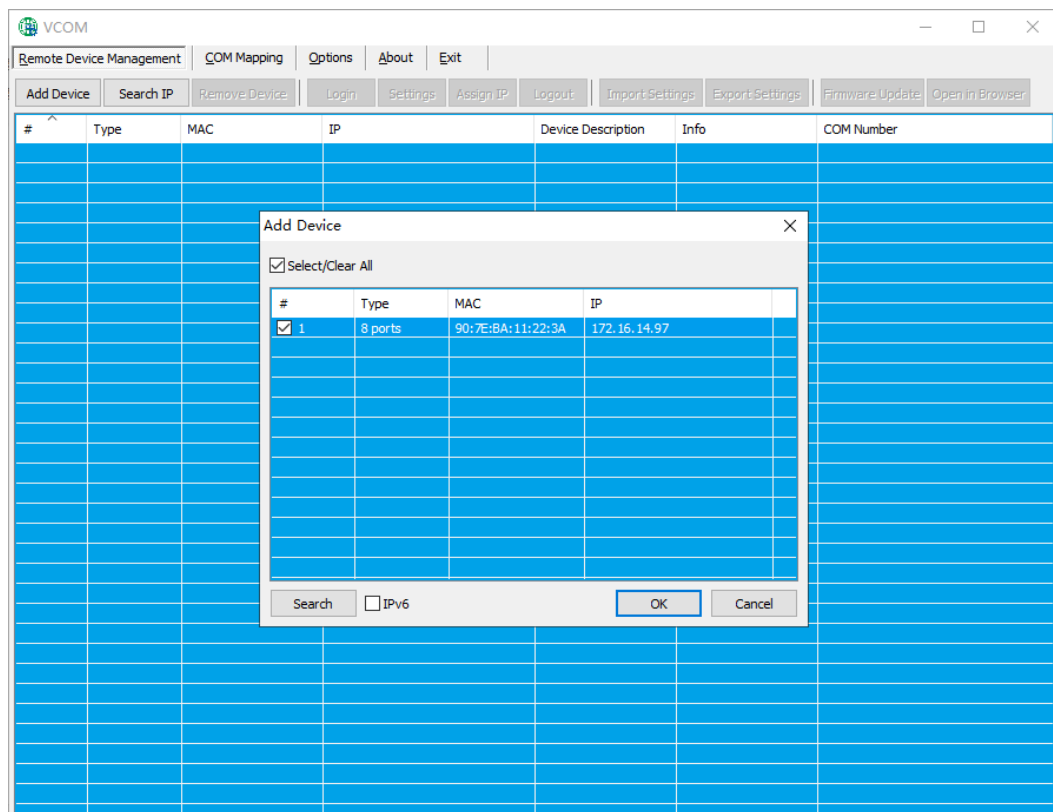 VCOM
Remote Device Management COM Mapping Options About Exit
Add Device Search IP Remove Device Login Settings Assign IP Logout Import Settings Export Settings Firmware Update Open in Browser
# Type MAC IP Device Description Info COM Number
Add Device
Select/Clear All
# Type MAC IP
1 8 ports 90:7E:BA:11:22:3A 172.16.14.97
Search IPv6 OK Cancel